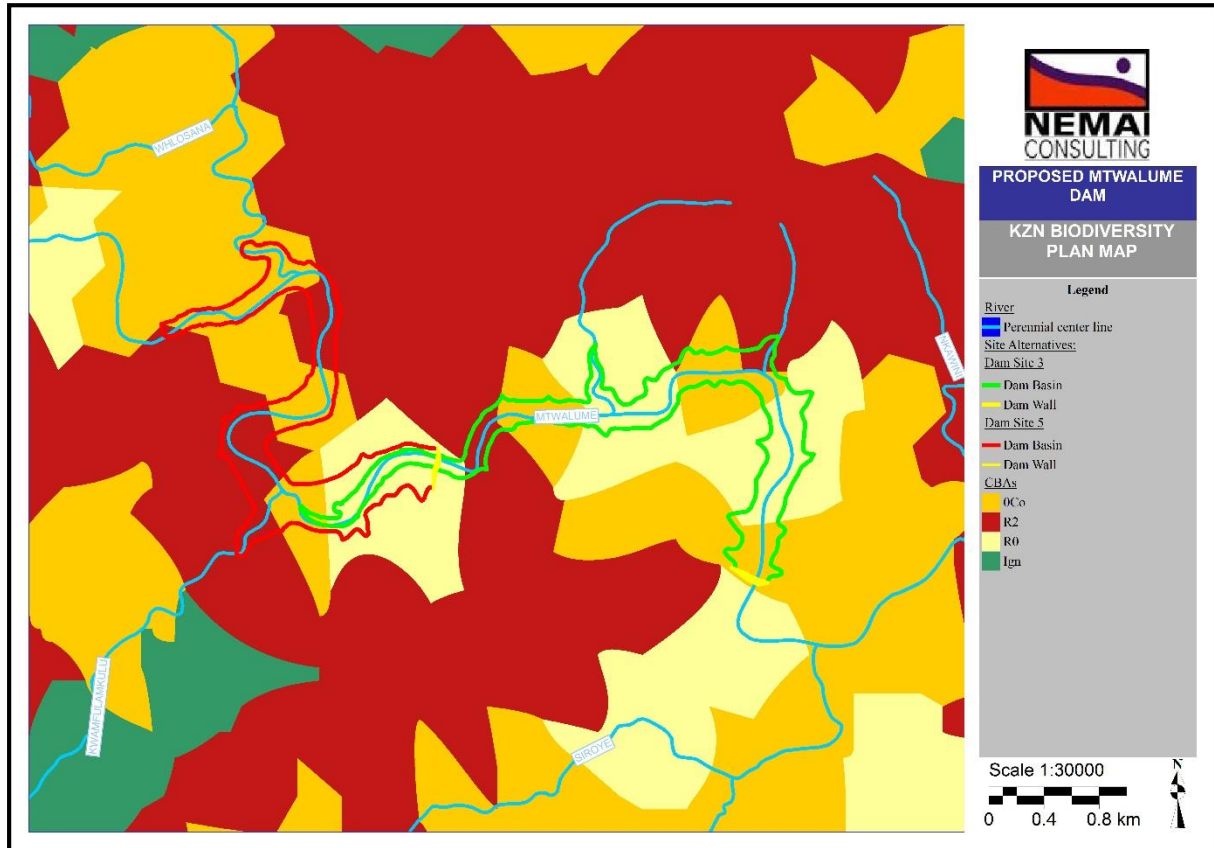 WHLOSANA
NKAWINI
MTWALUME
KWAMFULAMKULU
SIROYE
NEMAI
CONSULTING
PROPOSED MTWALUME
DAM
KZN BIODIVERSITY
PLAN MAP
Legend
River
Perennial center line
Site Alternatives:
Dam Site 3
Dam Basin
Dam Wall
Dam Site 5
Dam Basin
Dam Wall
CBAs
0Co
R2
R0
Ign
Scale 1:30000
N
0 0.4 0.8 km